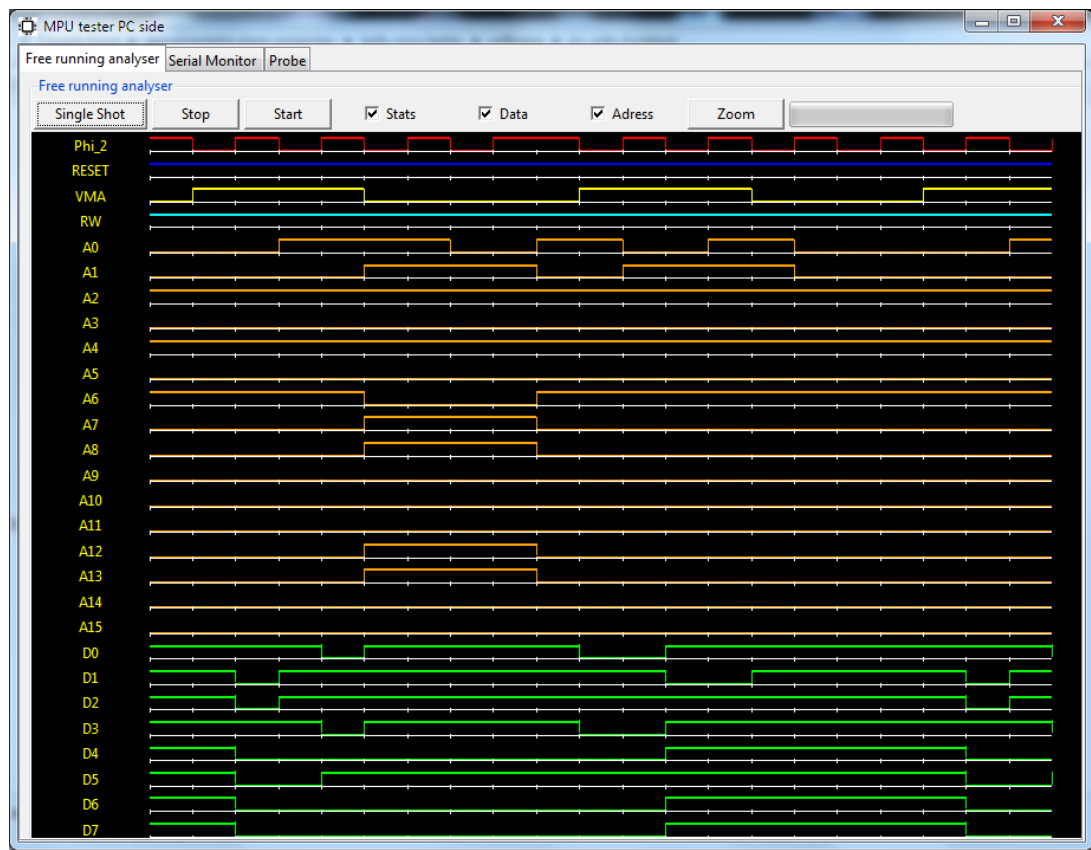 MPU tester PC side
Free running analyser Serial Monitor Probe
Free running analyser
Single Shot Stop Start Stats Data Adress Zoom
Phi_2
RESET
VMA
RW
A0
A1
A2
A3
A4
A5
A6
A7
A8
A9
A10
A11
A12
A13
A14
A15
D0
D1
D2
D3
D4
D5
D6
D7